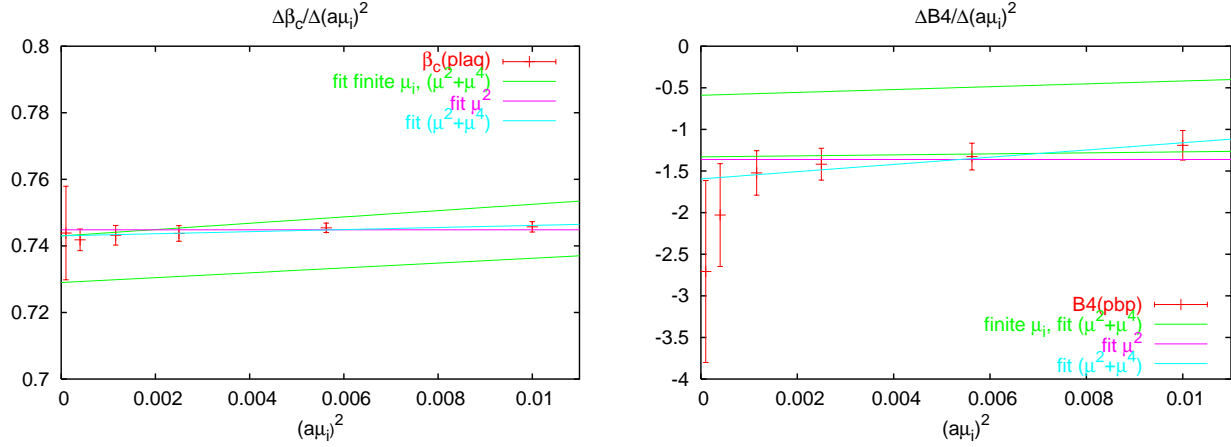 Δβc/Δ(aμi)²
0.8
0.78
0.76
0.74
0.72
0.7
βc(plaq)
fit finite μi, (μ²+μ⁴)
fit μ²
fit (μ²+μ⁴)
0 0.002 0.004 0.006 0.008 0.01
(aμi)²
ΔB4/Δ(aμi)²
0
-0.5
-1
-1.5
-2
-2.5
-3
-3.5
-4
B4(pbp)
finite μi, fit (μ²+μ⁴)
fit μ²
fit (μ²+μ⁴)
0 0.002 0.004 0.006 0.008 0.01
(aμi)²